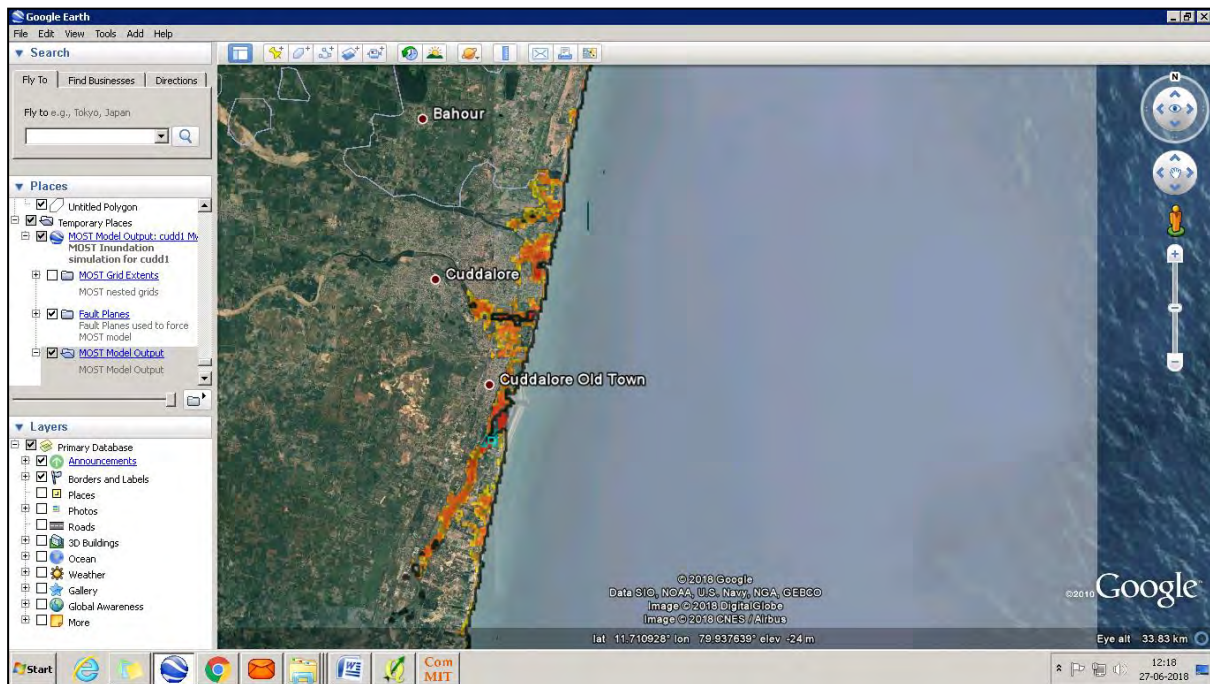 Google Earth
File Edit View Tools Add Help
Search
Fly To Find Businesses Directions
Fly to e.g., Tokyo, Japan
Places
Untitled Polygon
Temporary Places
MOST Model Output: cudd1 My
MOST Inundation
simulation for cudd1
MOST Grid Extents
MOST nested grids
Fault Planes
Fault Planes used to force
MOST model
MOST Model Output
MOST Model Output
Layers
Primary Database
Announcements
Borders and Labels
Places
Photos
Roads
3D Buildings
Ocean
Weather
Gallery
Global Awareness
More
Bahour
Cuddalore
Cuddalore Old Town
N
©2018 Google
Data SIO, NOAA, U.S. Navy, NGA, GEBCO
Image © 2018 DigitalGlobe
Image © 2018 CNES / Airbus
©2010 Google
lat 11.710928° lon 79.937639° elev -24 m
Eye alt 33.83 km
Start
Com
MIT
12:18
27-06-2018